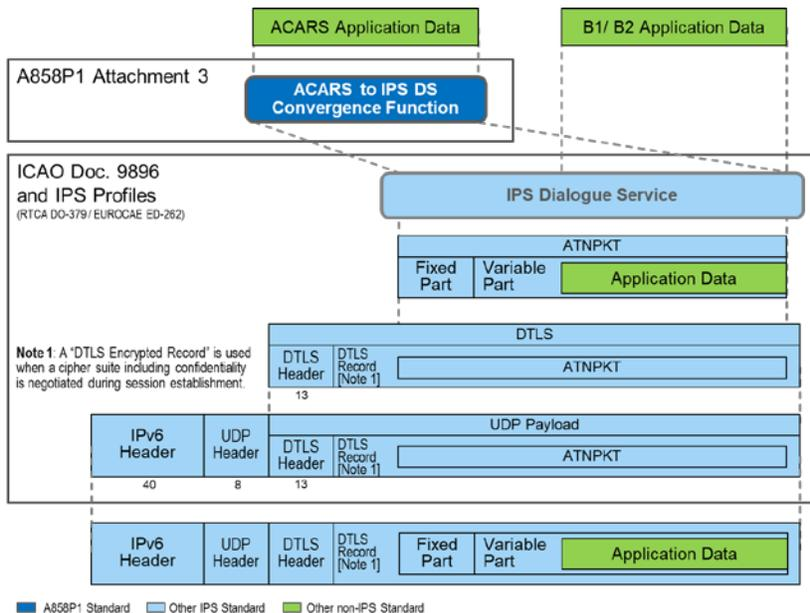 ACARS Application Data
B1/ B2 Application Data
A858P1 Attachment 3
ACARS to IPS DS
Convergence Function
ICAO Doc. 9896
and IPS Profiles
(RTCA DO-379/ EUROCAE ED-262)
IPS Dialogue Service
ATNPKT
Fixed
Part
Variable
Part
Application Data
Note 1: A "DTLS Encrypted Record" is used
when a cipher suite including confidentiality
is negotiated during session establishment.
DTLS
DTLS
Header
DTLS
Record
[Note 1]
ATNPKT
13
IPv6
Header
UDP
Header
UDP Payload
DTLS
Header
DTLS
Record
[Note 1]
ATNPKT
40
8
13
IPv6
Header
UDP
Header
DTLS
Header
DTLS
Record
[Note 1]
Fixed
Part
Variable
Part
Application Data
A858P1 Standard
Other IPS Standard
Other non-IPS Standard